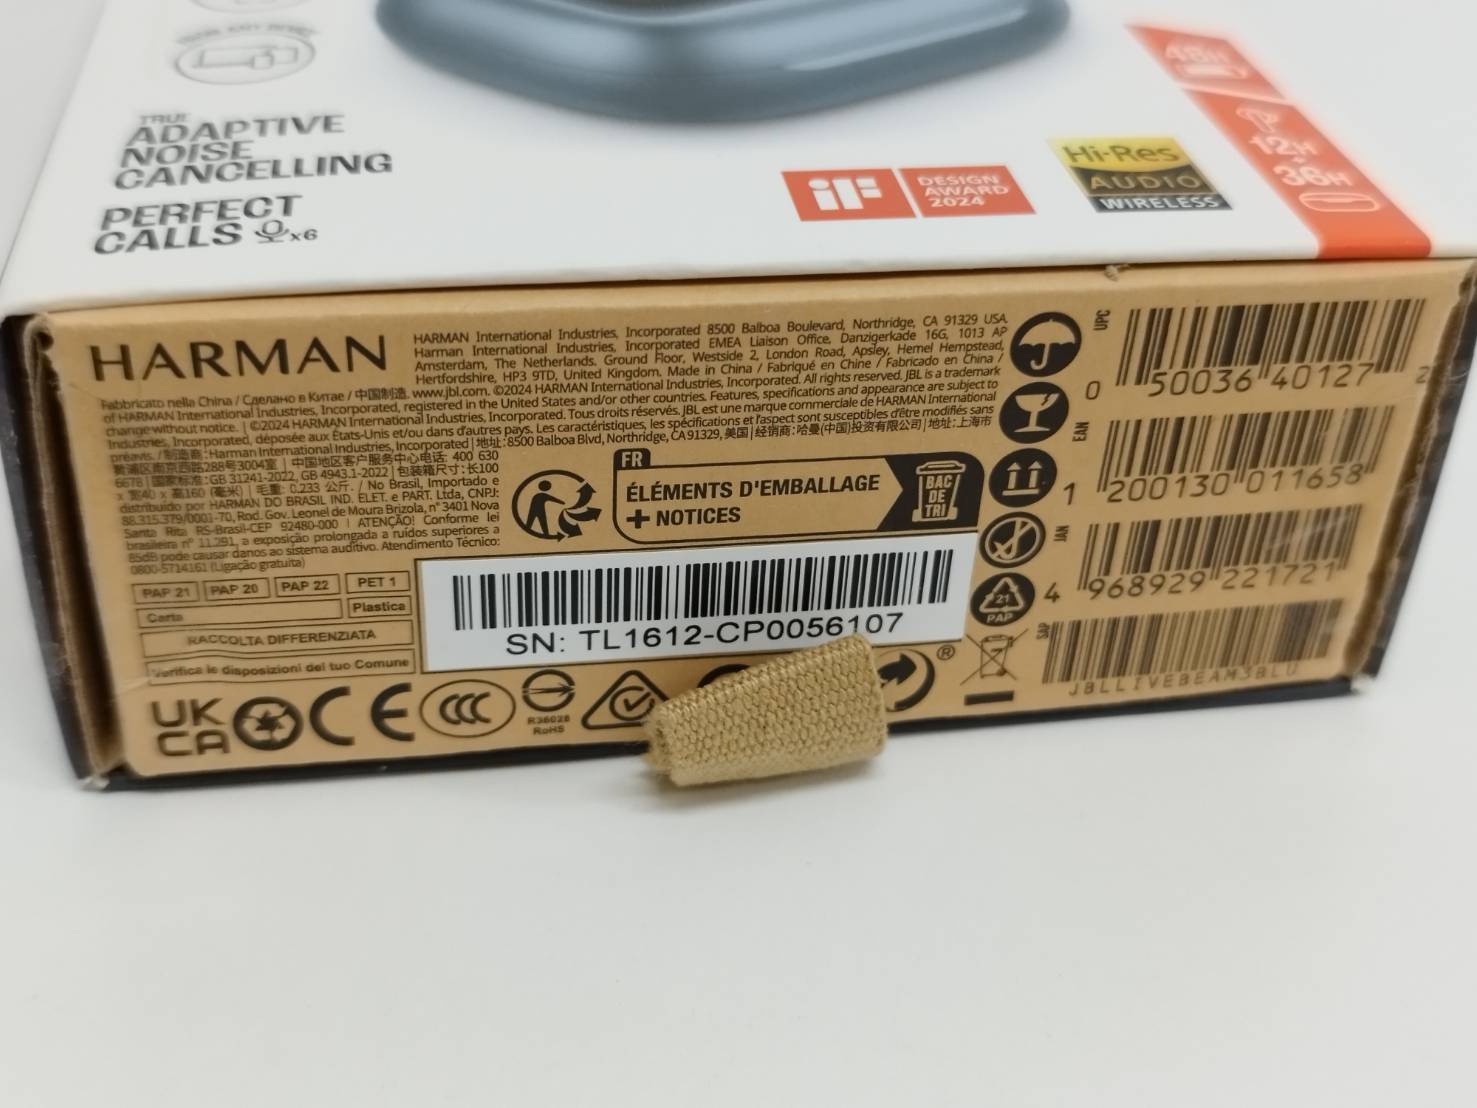 TRUE
ADAPTIVE
NOISE
CANCELLING
PERFECT
CALLS x6
iF
DESIGN
AWARD
2024
Hi-Res
AUDIO
WIRELESS
48H
12H
+
36H
HARMAN
HARMAN International Industries, Incorporated 8500 Balboa Boulevard, Northridge, CA 91329 USA
Harman International Industries, Incorporated EMEA Liaison Office, Danzigerkade 16G, 1013 AP
Amsterdam, The Netherlands. Ground Floor, Westside 2, London Road, Apsley, Hemel Hempstead,
Hertfordshire, HP3 9TD, United Kingdom. Made in China / Fabriqué en Chine / Fabricado en China /
Fabbricato nella China / Сделано в Китае / 中国制造. www.jbl.com. ©2024 HARMAN International Industries, Incorporated. All rights reserved. JBL is a trademark
of HARMAN International Industries, Incorporated, registered in the United States and/or other countries. Features, specifications and appearance are subject to
change without notice. | ©2024 HARMAN International Industries, Incorporated. Tous droits réservés. JBL est une marque commerciale de HARMAN International
Industries, Incorporated, déposée aux États-Unis et/ou dans d'autres pays. Les caractéristiques, les spécifications et l'aspect sont susceptibles d'être modifiés sans
préavis. / 制造商: Harman International Industries, Incorporated | 地址: 8500 Balboa Blvd, Northridge, CA 91329, 美国 | 经销商: 哈曼(中国)投资有限公司 | 地址: 上海市
黄浦区南京西路288号3004室 | 中国地区客户服务中心电话: 400 630
6678 | 国家标准: GB 31241-2022, GB 4943.1-2022 | 包装箱尺寸: 长100
x 宽40 x 高160 (毫米) | 毛重: 0.233 公斤. / No Brasil, Importado e
distribuido por HARMAN DO BRASIL IND. ELET. e PART. Ltda, CNPJ:
88.315.379/0001-70, Rod. Gov. Leonel de Moura Brizola, n° 3401 Nova
Santa Rita RS-Brasil-CEP 92480-000 | ATENÇÃO! Conforme lei
brasileira n° 11.291, a exposição prolongada a ruídos superiores a
85dB pode causar danos ao sistema auditivo. Atendimento Técnico:
0800-5714161 (Ligação gratuita)
PAP 21 PAP 20 PAP 22 PET 1
Carta Plastica
RACCOLTA DIFFERENZIATA
Verifica le disposizioni del tuo Comune
FR
ÉLÉMENTS D'EMBALLAGE
+ NOTICES
BAC
DE
TRI
SN: TL1612-CP0056107
UK
CA
CE
CCC
R36028
RoHS
®
21
PAP
UPC
0 50036 40127 2
EAN
1 200130 011658
JAN
4 968929 221721
SAP
JBLLIVEBEAM3BLU